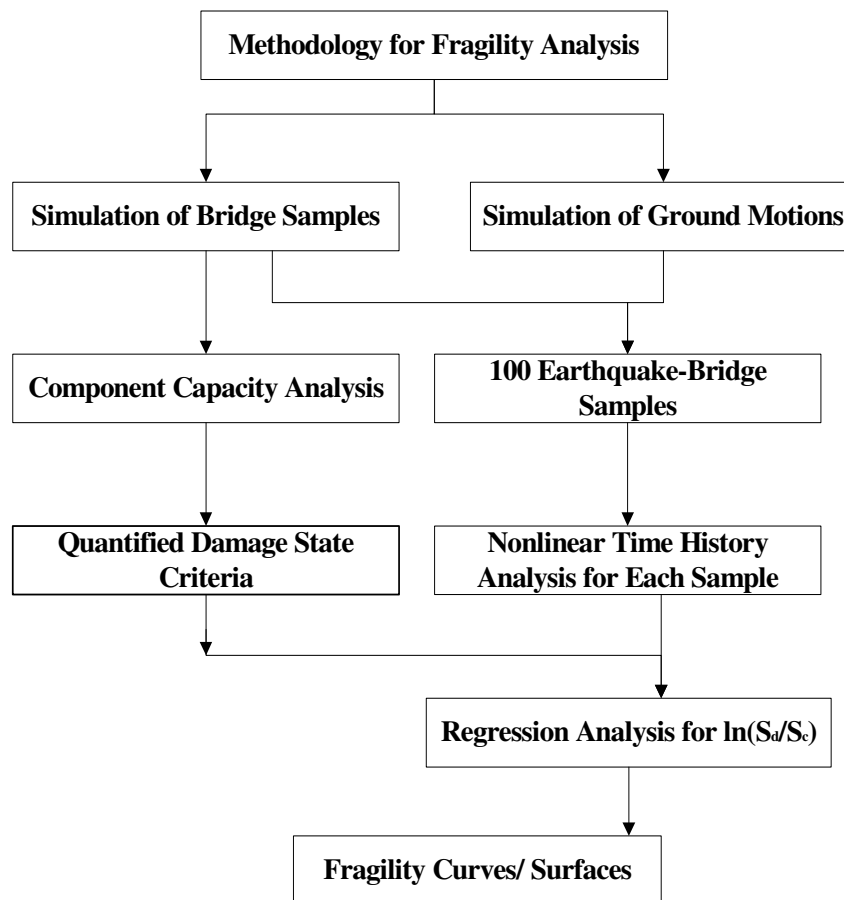 Methodology for Fragility Analysis
Simulation of Bridge Samples
Simulation of Ground Motions
Component Capacity Analysis
100 Earthquake-Bridge
Samples
Quantified Damage State
Criteria
Nonlinear Time History
Analysis for Each Sample
Regression Analysis for ln(Sd/Sc)
Fragility Curves/ Surfaces